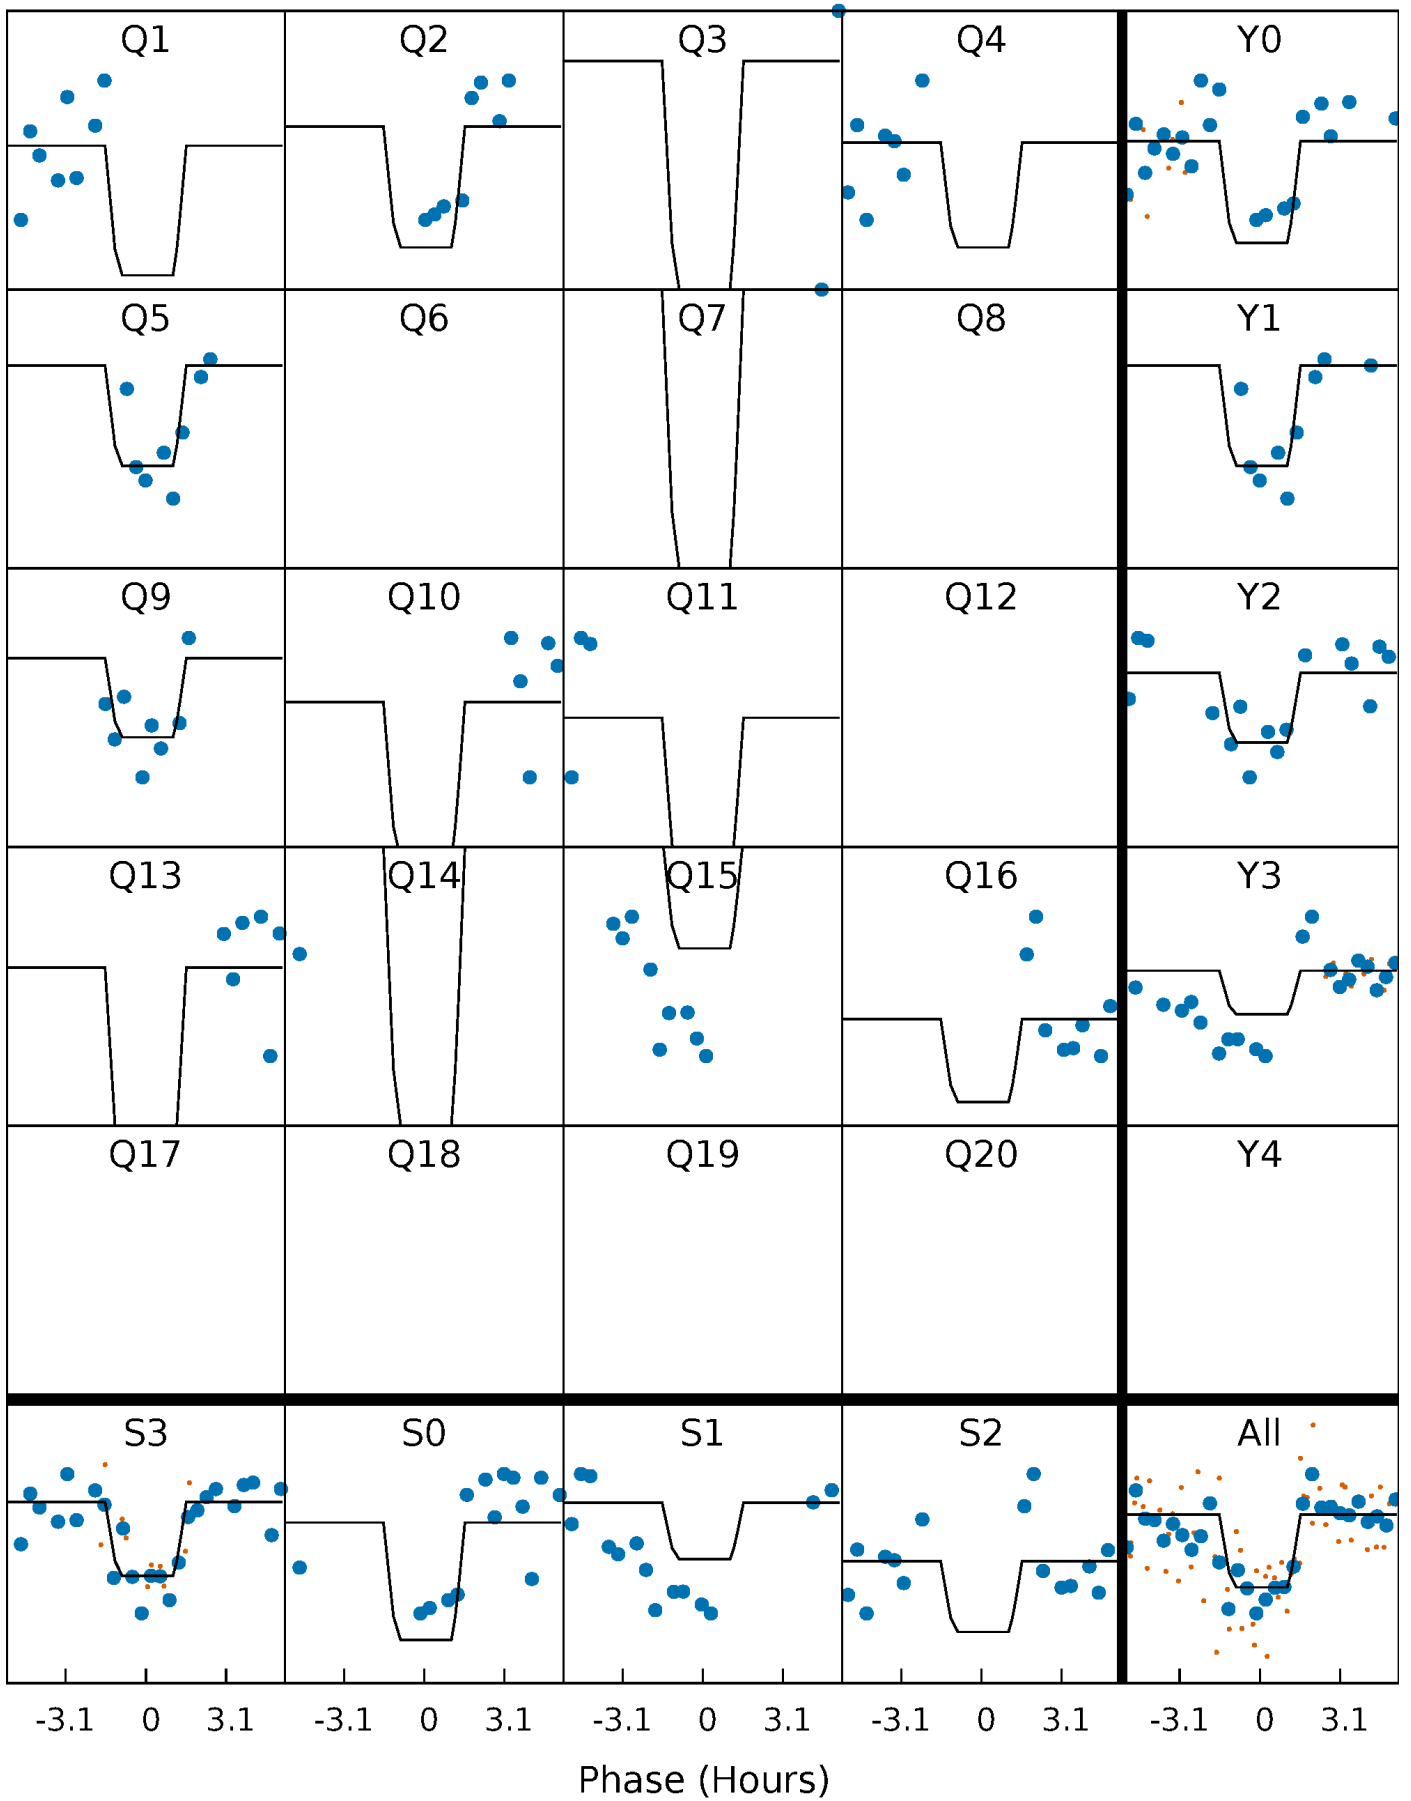 Q1 Q2 Q3 Q4 Y0
Q5 Q6 Q7 Q8 Y1
Q9 Q10 Q11 Q12 Y2
Q13 Q14 Q15 Q16 Y3
Q17 Q18 Q19 Q20 Y4
S3 S0 S1 S2 All
-3.1 0 3.1 -3.1 0 3.1 -3.1 0 3.1 -3.1 0 3.1 -3.1 0 3.1
Phase (Hours)